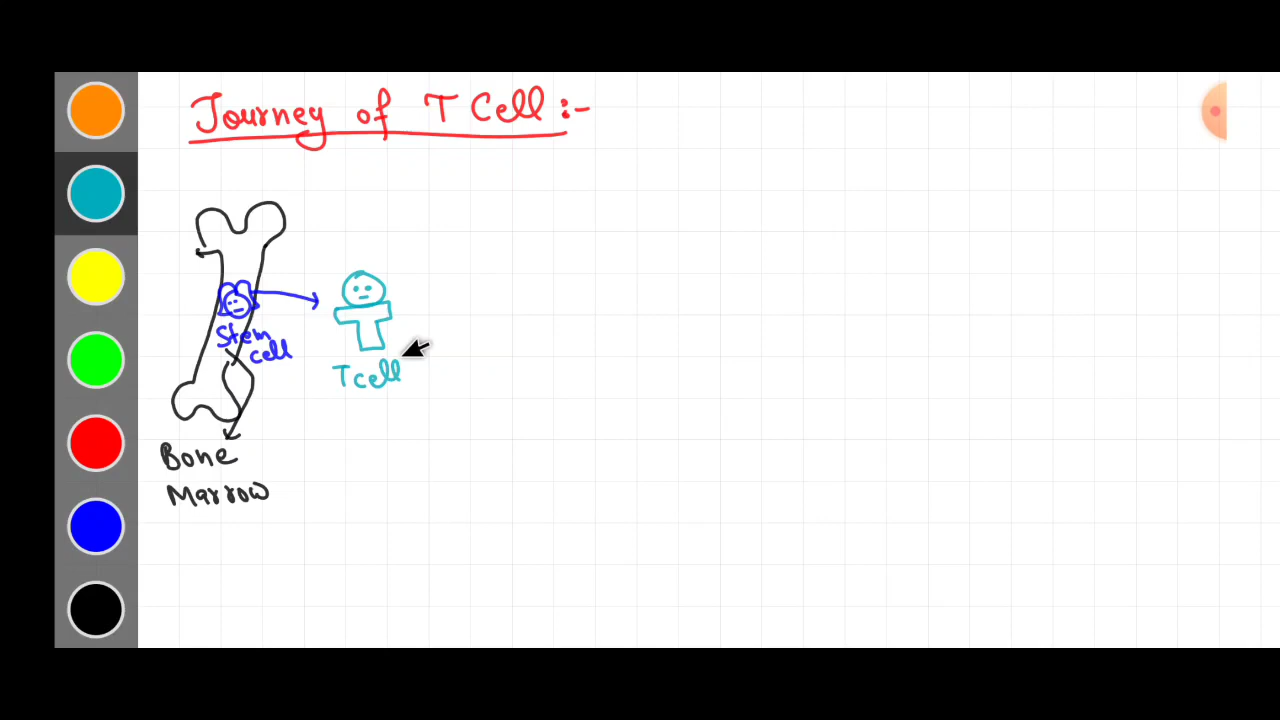 Journey of T Cell :-
Stem
cell
T cell
Bone
Marrow